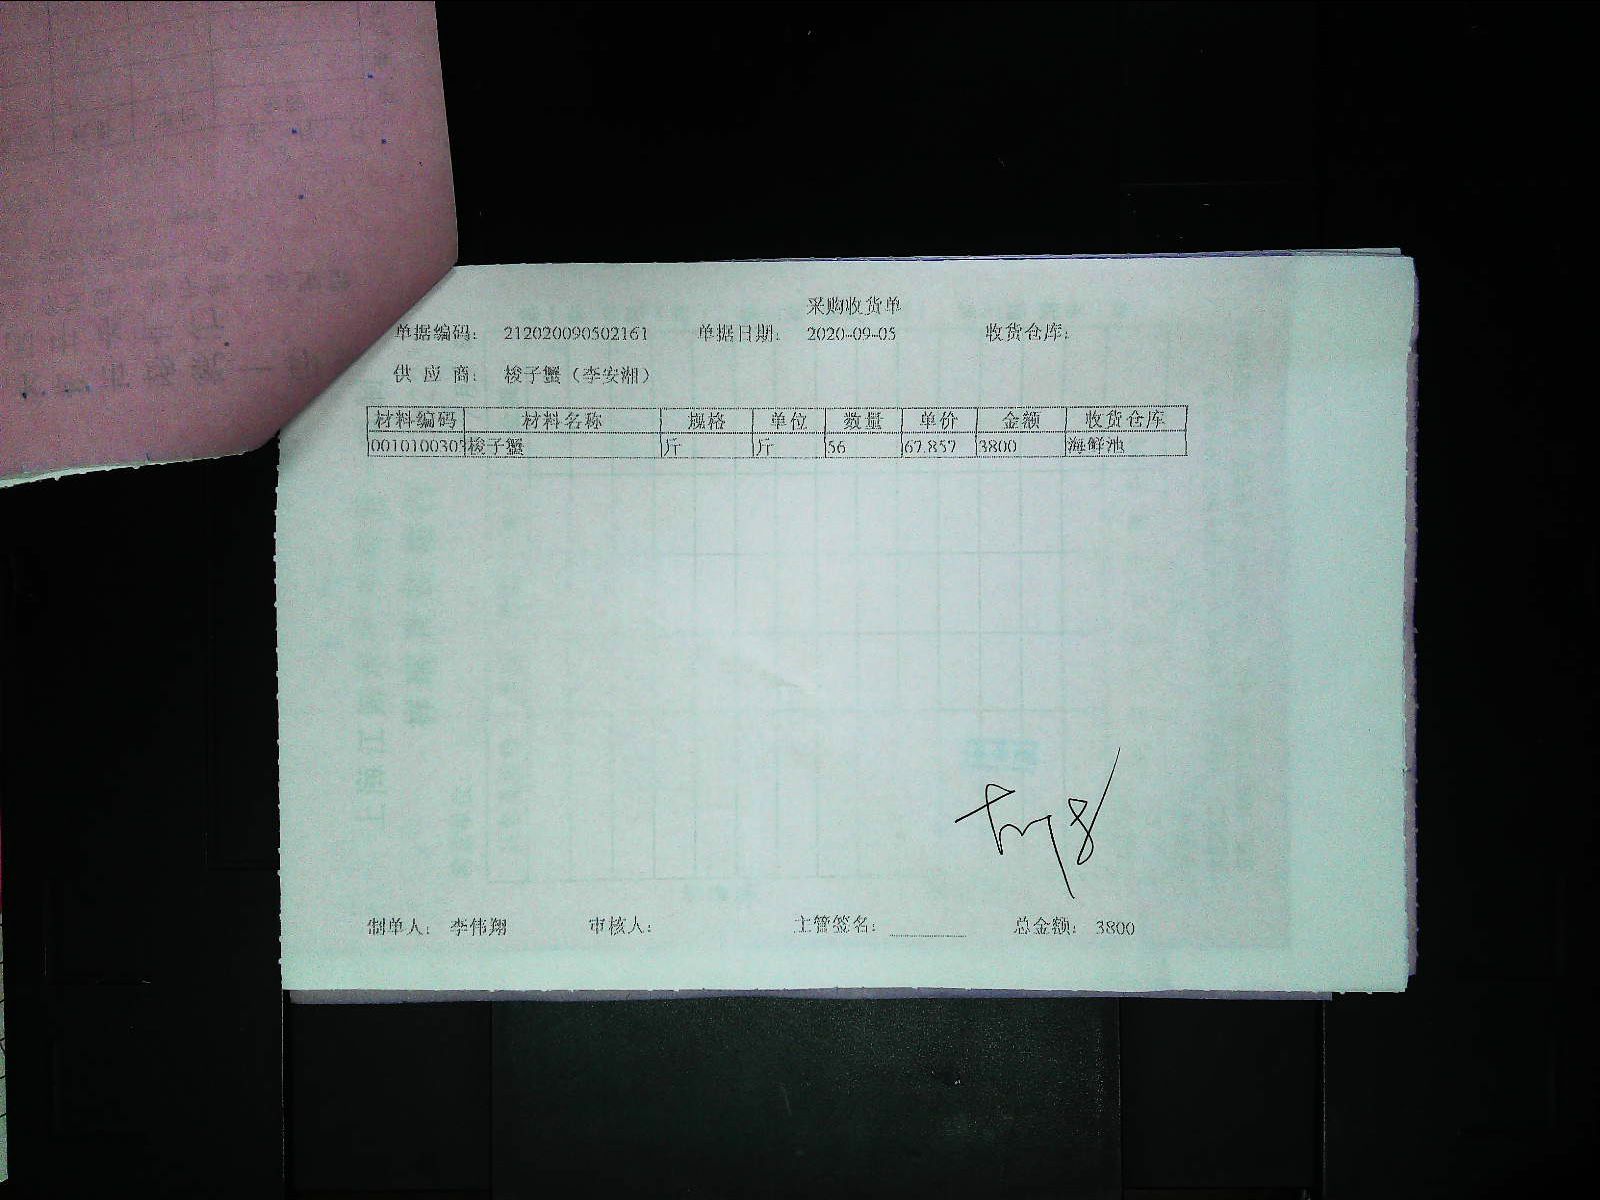 采购收货单
单据编码: 212020090502161 单据日期: 2020-09-05 收货仓库:
供应商: 梭子蟹(李安湘)
材料编码 材料名称 规格 单位 数量 单价 金额 收货仓库
0010100305 梭子蟹 斤 斤 56 67.857 3800 海鲜池
制单人: 李伟翔 审核人: 主管签名: 总金额: 3800